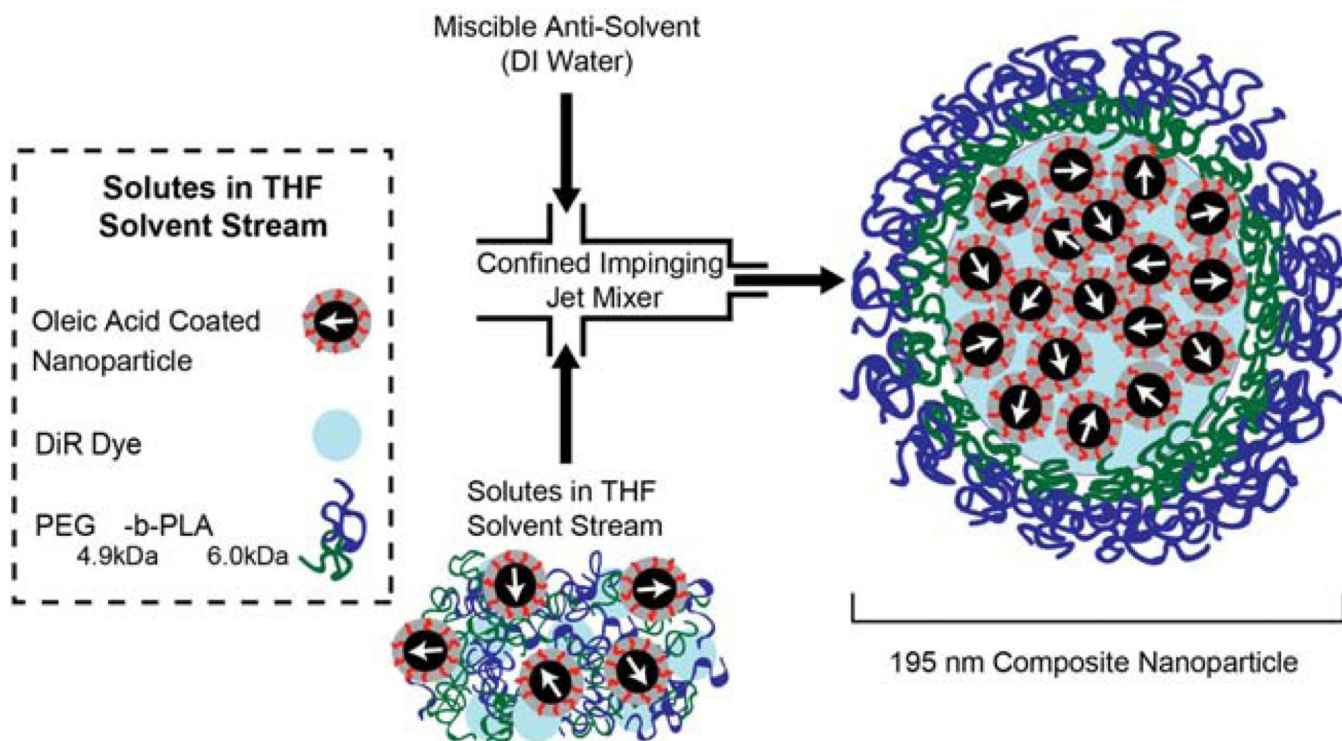 Miscible Anti-Solvent
(DI Water)
Solutes in THF
Solvent Stream
Oleic Acid Coated
Nanoparticle
DiR Dye
PEG -b-PLA
4.9kDa 6.0kDa
Confined Impinging
Jet Mixer
Solutes in THF
Solvent Stream
195 nm Composite Nanoparticle